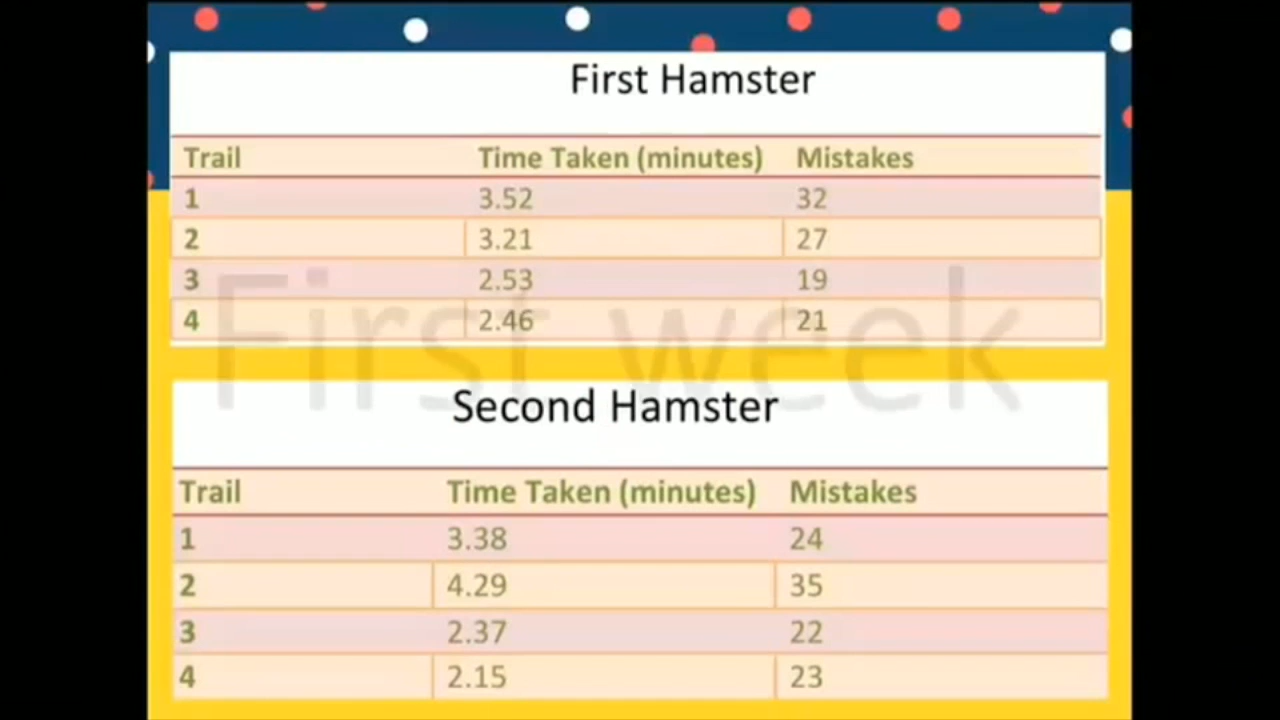 First Hamster
Trail Time Taken (minutes) Mistakes
1 3.52 32
2 3.21 27
3 2.53 19
4 2.46 21
First week
Second Hamster
Trail Time Taken (minutes) Mistakes
1 3.38 24
2 4.29 35
3 2.37 22
4 2.15 23